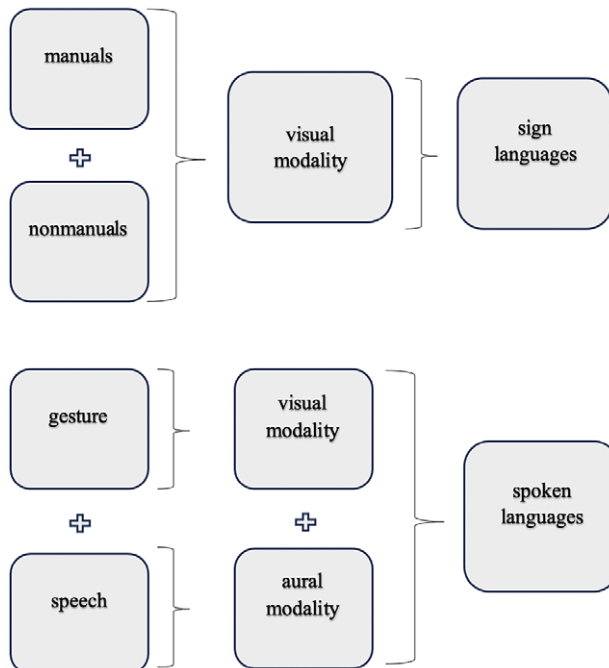 manuals
nonmanuals
visual
modality
sign
languages
gesture
speech
visual
modality
aural
modality
spoken
languages